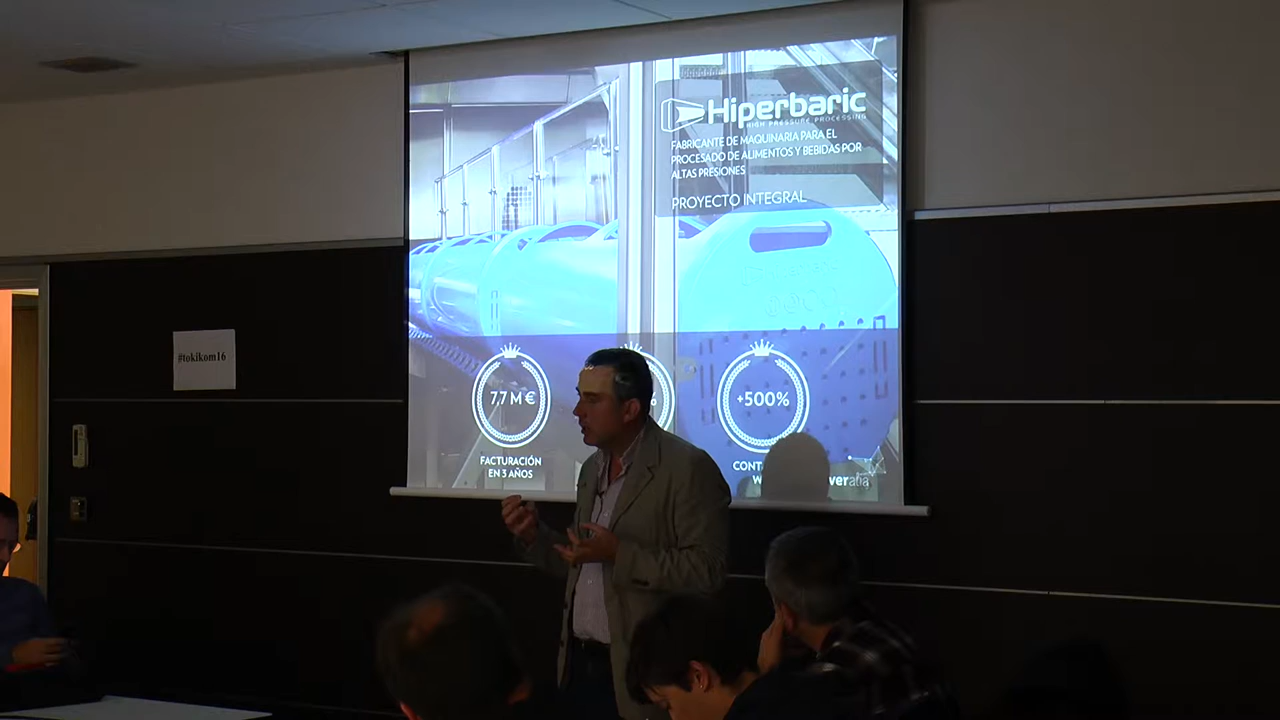 Hiperbaric
HIGH PRESSURE PROCESSING
FABRICANTE DE MAQUINARIA PARA EL
PROCESADO DE ALIMENTOS Y BEBIDAS POR
ALTAS PRESIONES
PROYECTO INTEGRAL
#tokikom16
7,7 M €
%
+500%
FACTURACIÓN
EN 3 AÑOS